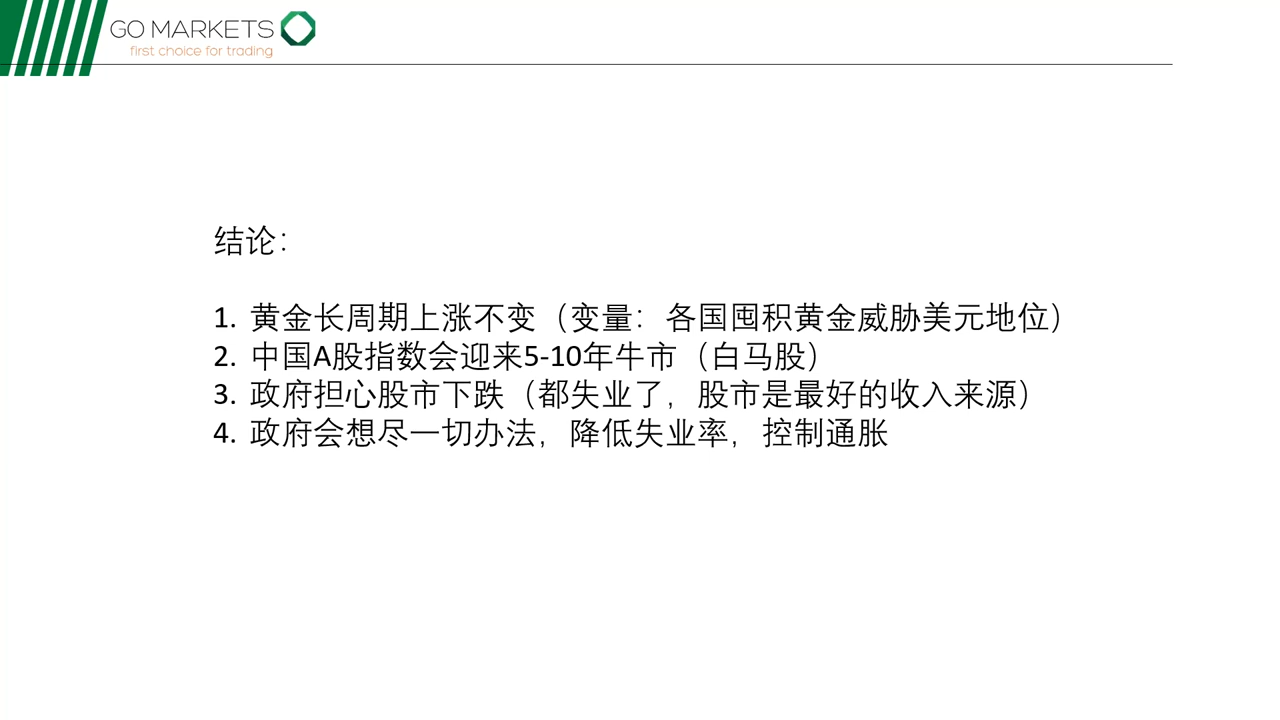 GO MARKETS
first choice for trading
结论：
1. 黄金长周期上涨不变（变量：各国囤积黄金威胁美元地位）
2. 中国A股指数会迎来5-10年牛市（白马股）
3. 政府担心股市下跌（都失业了，股市是最好的收入来源）
4. 政府会想尽一切办法，降低失业率，控制通胀